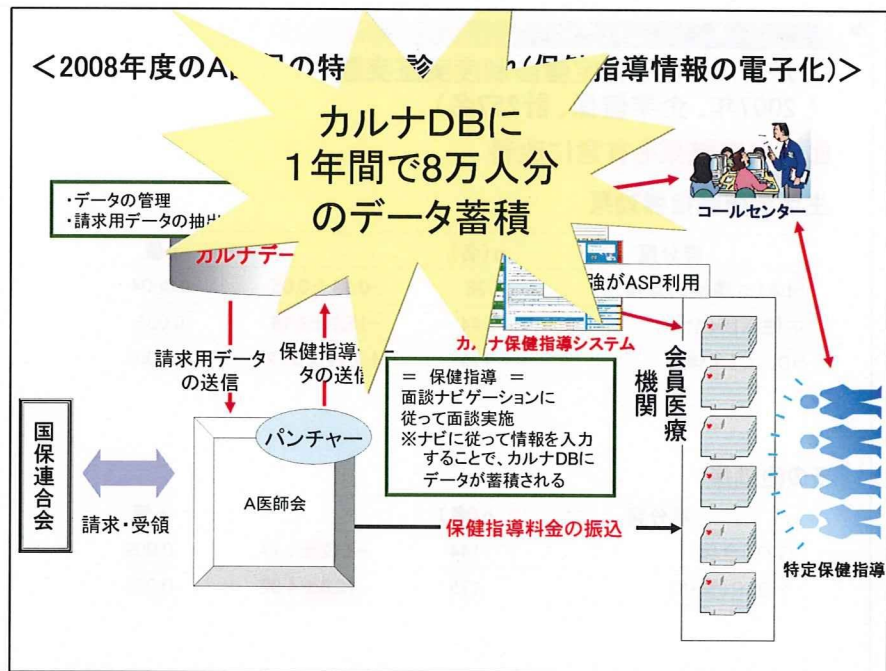 ＜2008年度のA
の特
診
(保健指導情報の電子化)＞
カルナDBに
1年間で8万人分
のデータ蓄積
・データの管理
・請求用データの抽出
カルナデー
コールセンター
強がASP利用
カルナ保健指導システム
請求用データ
の送信
保健指導デー
タの送信
＝ 保健指導 ＝
面談ナビゲーションに
従って面談実施
※ナビに従って情報を入力
することで、カルナDBに
データが蓄積される
会員医療
機関
国保連合会
請求・受領
パンチャー
A医師会
保健指導料金の振込
特定保健指導